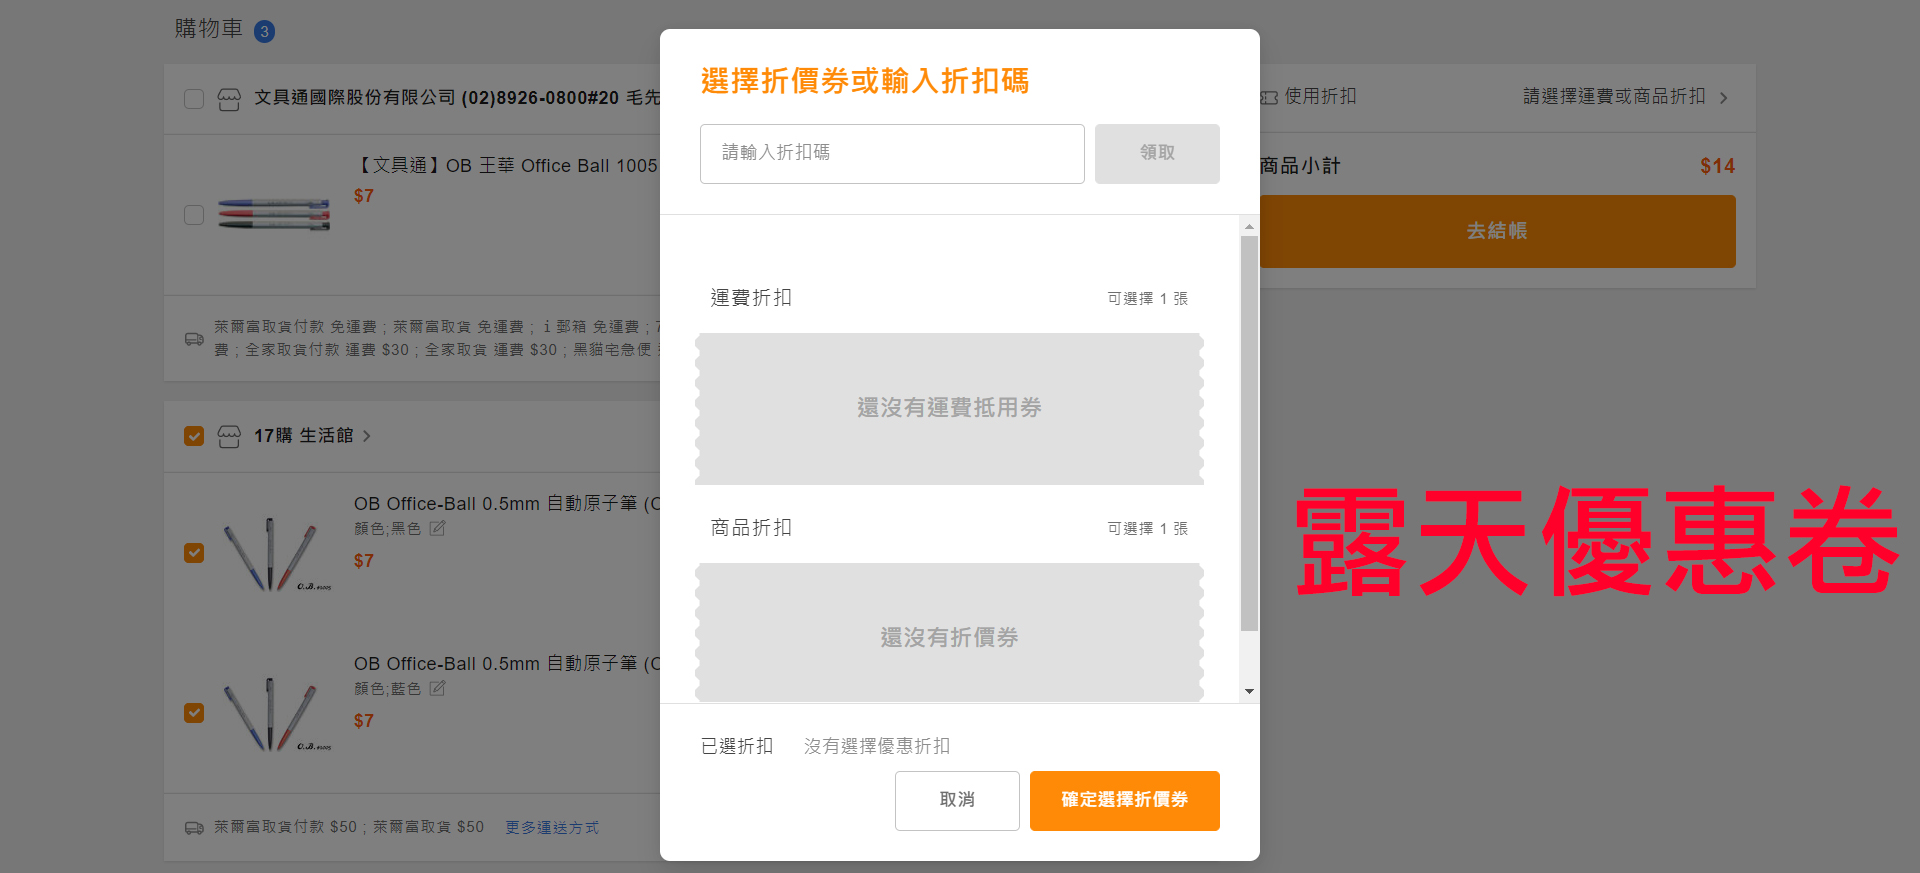 購物車 3
文具通國際股份有限公司 (02)8926-0800#20 毛先
【文具通】OB 王華 Office Ball 1005
$7
萊爾富取貨付款 免運費 ; 萊爾富取貨 免運費 ; i 郵箱 免運費 ; 7
費 ; 全家取貨付款 運費 $30 ; 全家取貨 運費 $30 ; 黑貓宅急便
17購 生活館
OB Office-Ball 0.5mm 自動原子筆 (O
顏色;黑色
$7
O.B.#1005
OB Office-Ball 0.5mm 自動原子筆 (O
顏色;藍色
$7
O.B.#1005
萊爾富取貨付款 $50 ; 萊爾富取貨 $50 更多運送方式
選擇折價券或輸入折扣碼
請輸入折扣碼 領取
運費折扣 可選擇 1 張
還沒有運費抵用券
商品折扣 可選擇 1 張
還沒有折價券
已選折扣 沒有選擇優惠折扣
取消 確定選擇折價券
使用折扣 請選擇運費或商品折扣
商品小計 $14
去結帳
露天優惠卷